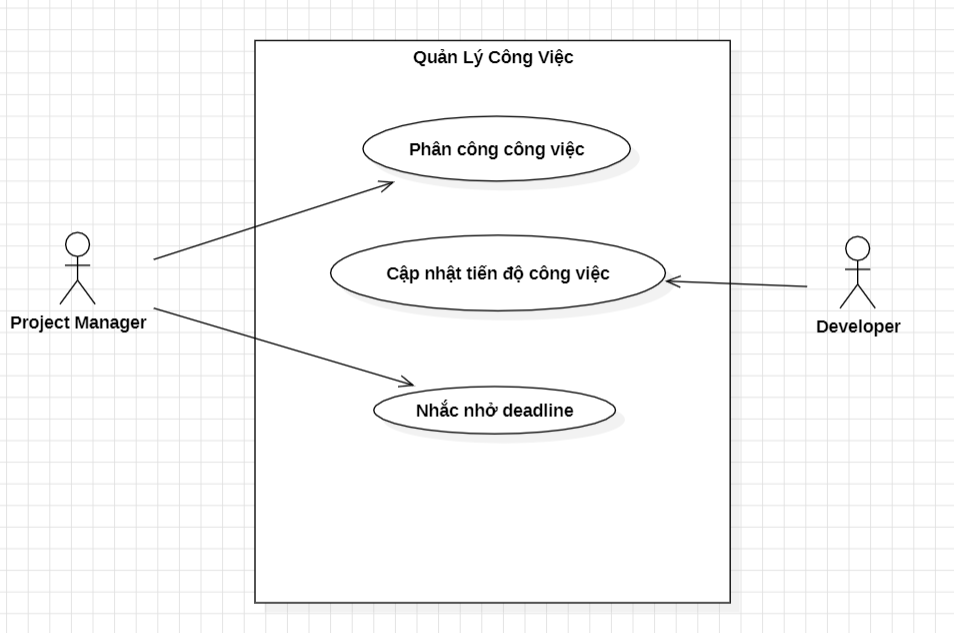 Quản Lý Công Việc
Phân công công việc
Cập nhật tiến độ công việc
Project Manager
Developer
Nhắc nhở deadline